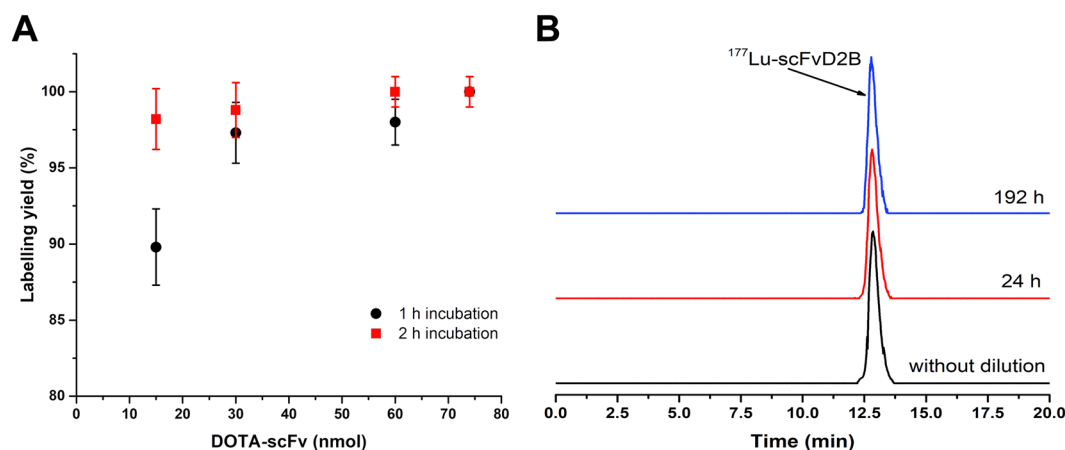 A
100
95
90
85
80
Labelling yield (%)
1 h incubation
2 h incubation
0 10 20 30 40 50 60 70 80
DOTA-scFv (nmol)
B
¹⁷⁷Lu-scFvD2B
192 h
24 h
without dilution
0.0 2.5 5.0 7.5 10.0 12.5 15.0 17.5 20.0
Time (min)